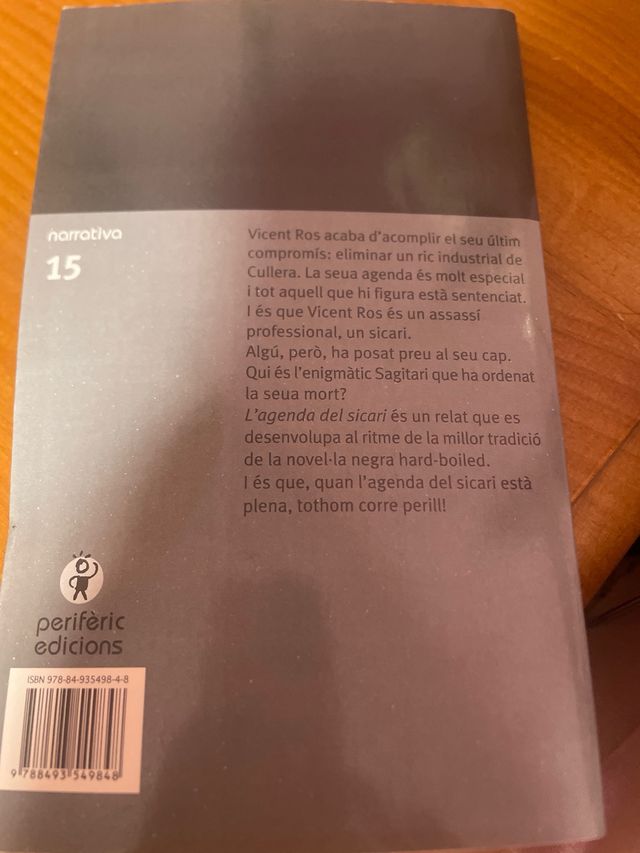 narrativa
15
Vicent Ros acaba d'acomplir el seu últim
compromís: eliminar un ric industrial de
Cullera. La seua agenda és molt especial
i tot aquell que hi figura està sentenciat.
I és que Vicent Ros és un assassí
professional, un sicari.
Algú, però, ha posat preu al seu cap.
Qui és l'enigmàtic Sagitari que ha ordenat
la seua mort?
L'agenda del sicari és un relat que es
desenvolupa al ritme de la millor tradició
de la novel·la negra hard-boiled.
I és que, quan l'agenda del sicari està
plena, tothom corre perill!
perifèric
edicions
ISBN 978-84-935498-4-8
9 788493 549848